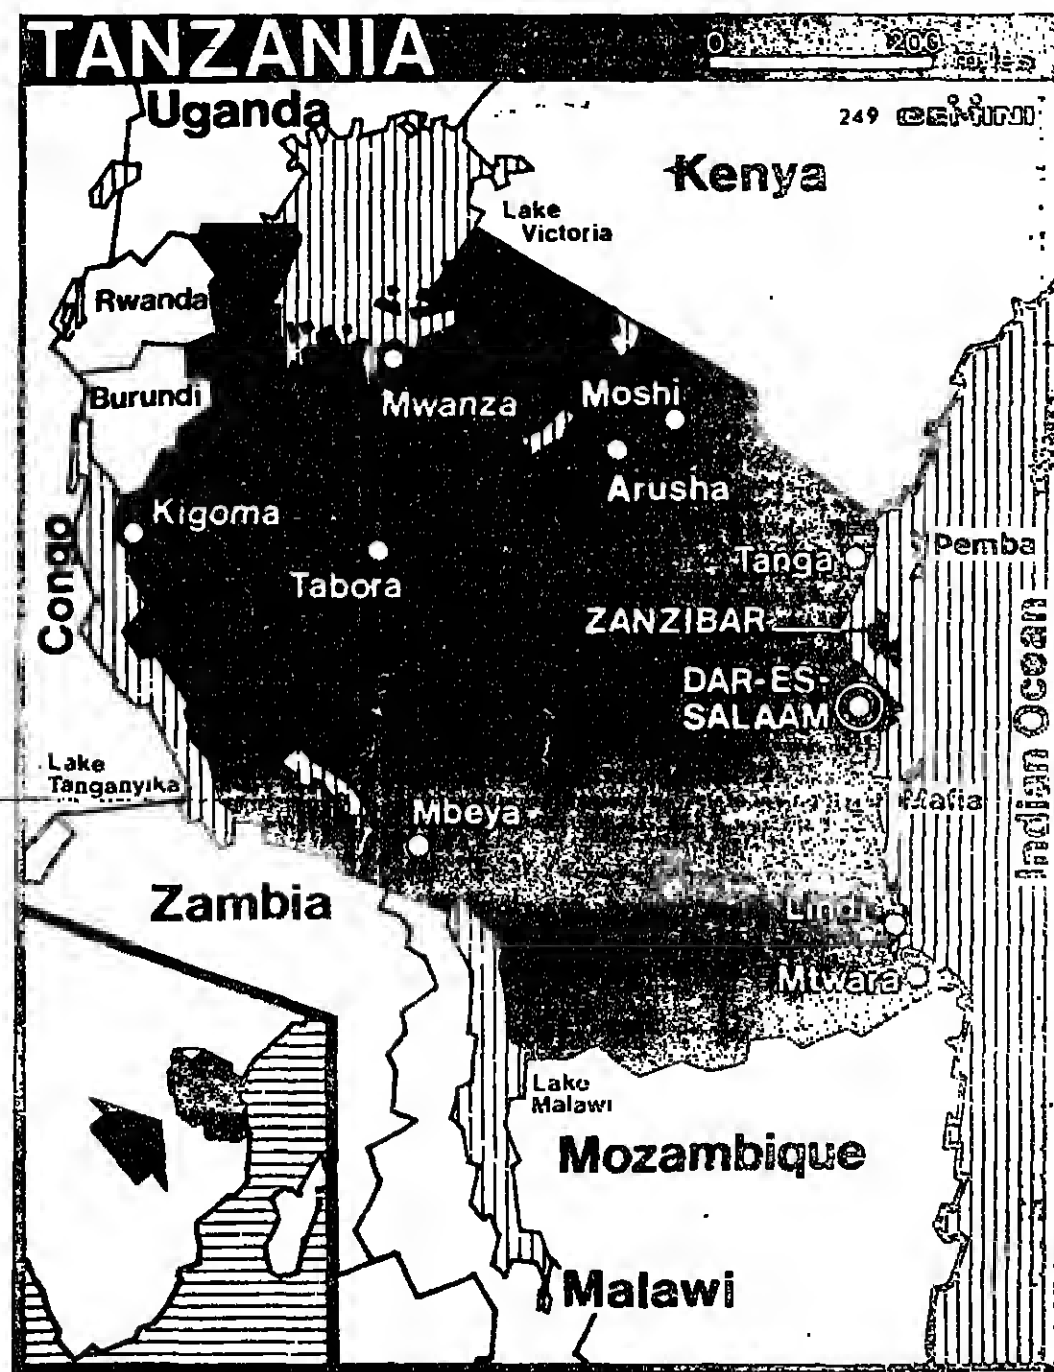 TANZANIA
0 200
miles
Uganda
249 GEMINI
Kenya
Lake
Victoria
Rwanda
Burundi
Mwanza
Moshi
Arusha
Kigoma
Congo
Tabora
Tanga
Pemba
ZANZIBAR
DAR-ES-
SALAAM
Indian Ocean
Lake
Tanganyika
Mafia
Mbeya
Zambia
Lindi
Mtwara
Lake
Malawi
Mozambique
Malawi